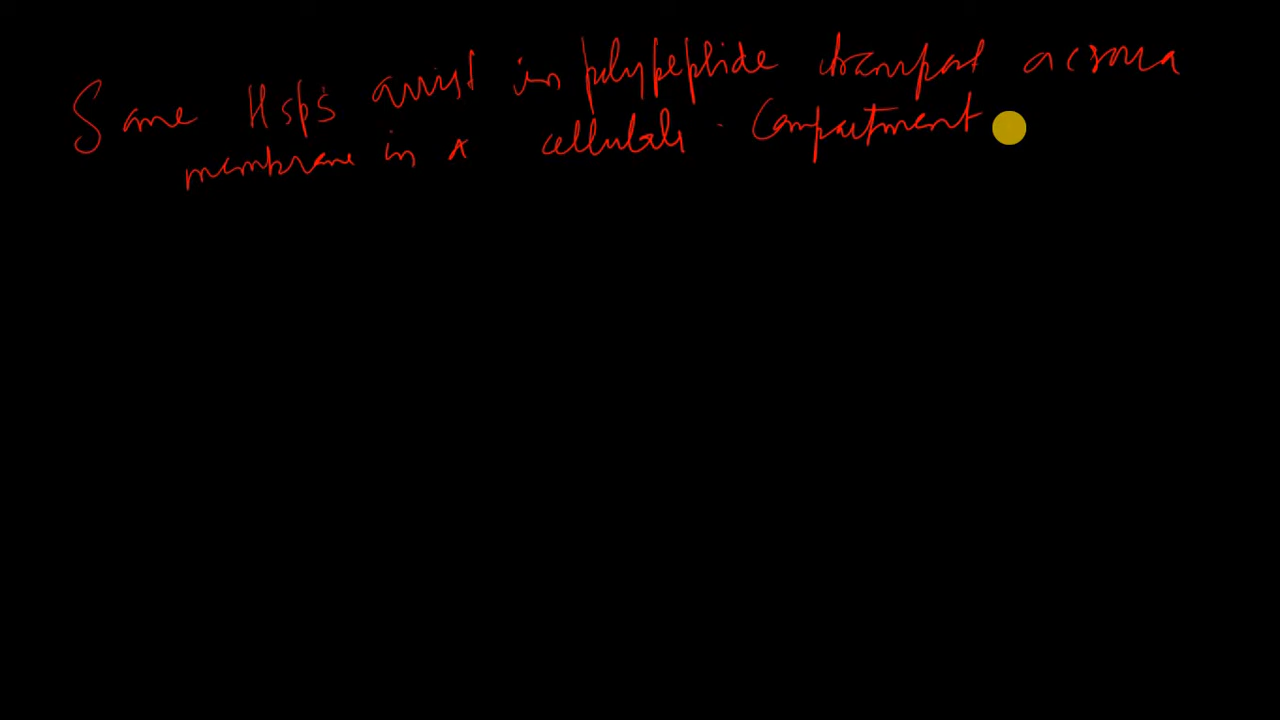 Some Hsps assist in polypeptide transport across a
membrane in a cellular compartment